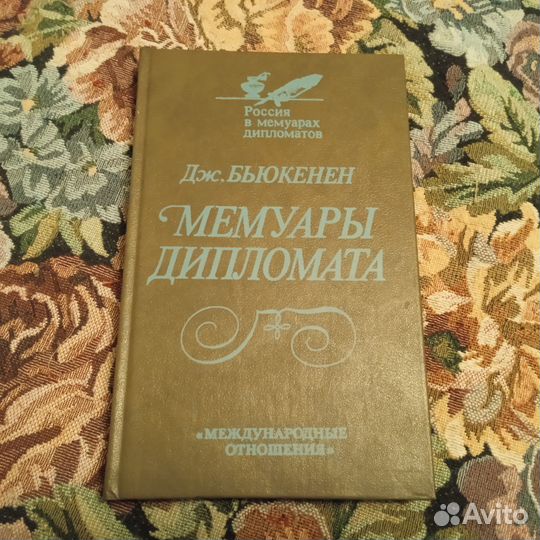 Россия
в мемуарах
дипломатов
Дж. БЬЮКЕНЕН
МЕМУАРЫ
ДИПЛОМАТА
«МЕЖДУНАРОДНЫЕ
ОТНОШЕНИЯ»
Avito